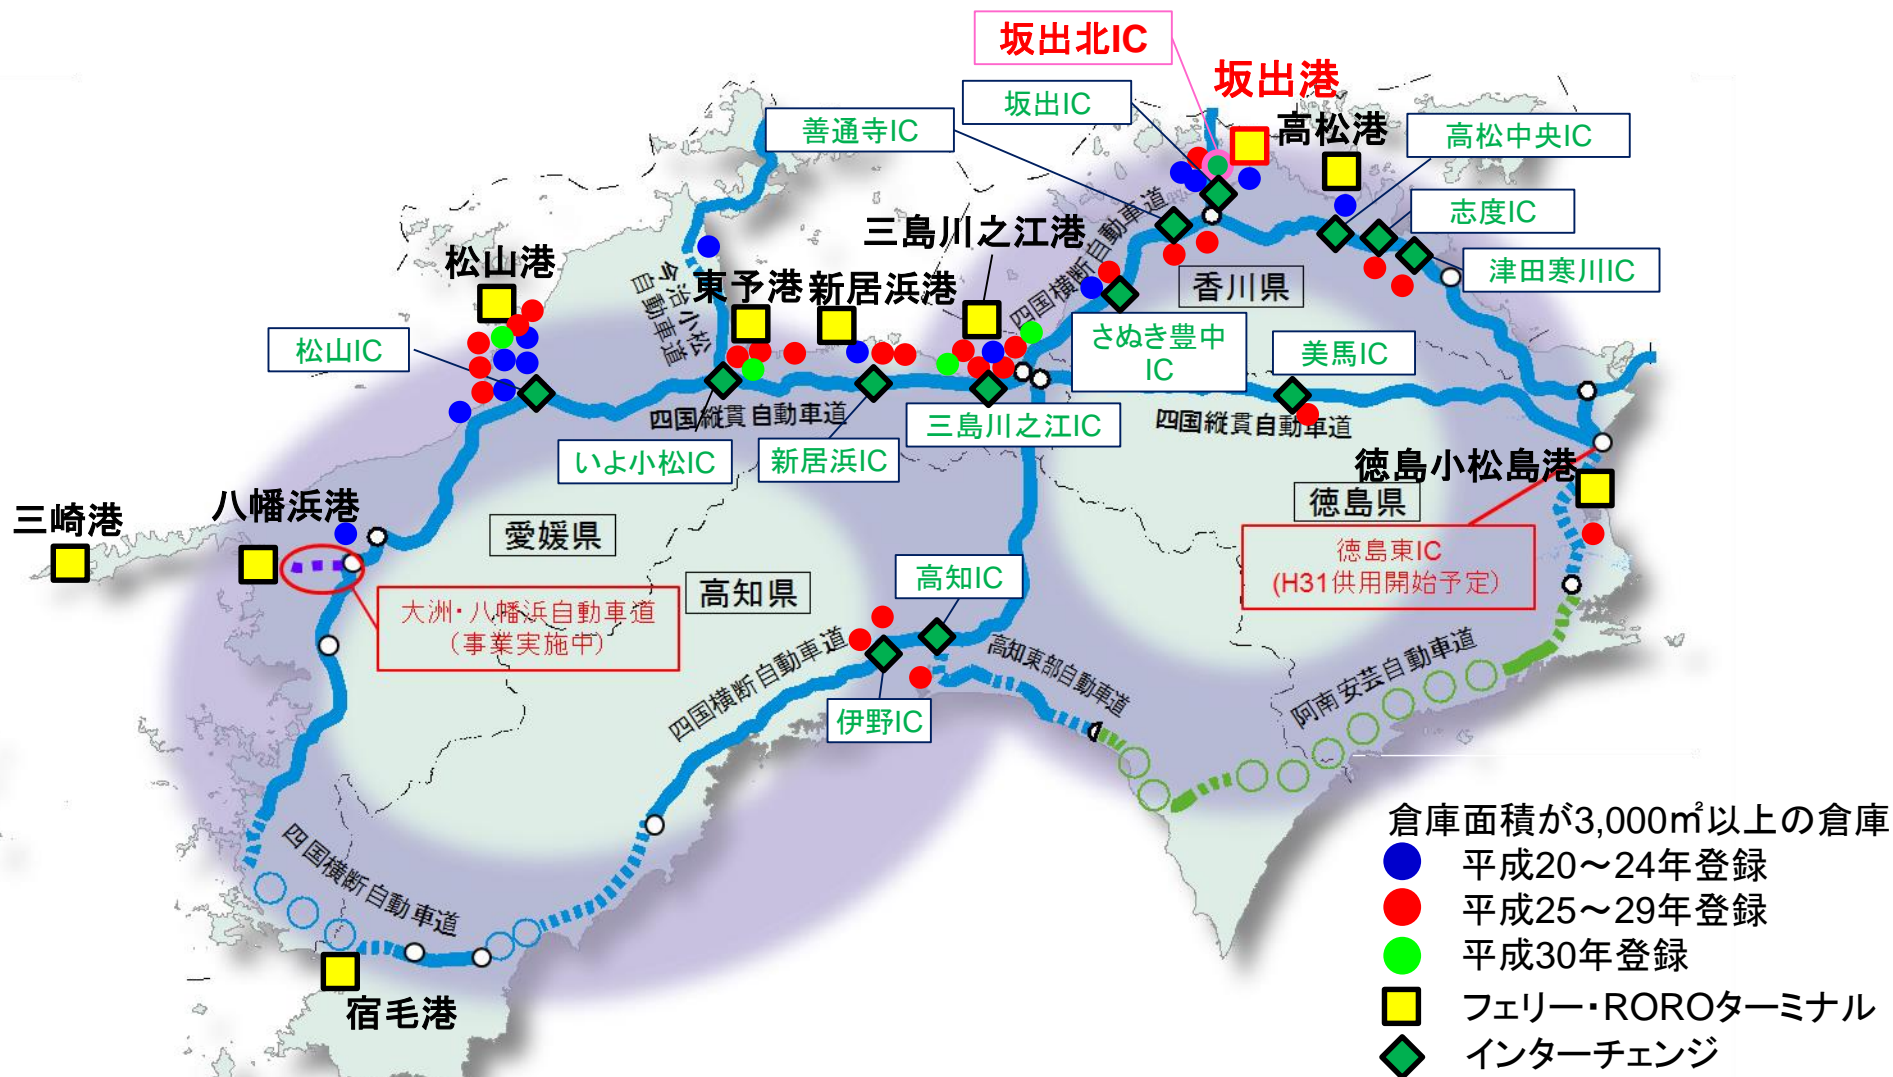 坂出北IC
坂出港
坂出IC
善通寺IC
高松港
高松中央IC
志度IC
津田寒川IC
三島川之江港
松山港
東予港
新居浜港
今治小松
自動車道
四国横断自動車道
香川県
さぬき豊中
IC
美馬IC
松山IC
四国縦貫自動車道
三島川之江IC
四国縦貫自動車道
いよ小松IC
新居浜IC
徳島小松島港
徳島県
三崎港
八幡浜港
愛媛県
徳島東IC
(H31供用開始予定)
高知県
高知IC
大洲・八幡浜自動車道
(事業実施中)
四国横断自動車道
高知東部自動車道
阿南安芸自動車道
伊野IC
四国横断自動車道
宿毛港
倉庫面積が3,000㎡以上の倉庫
平成20～24年登録
平成25～29年登録
平成30年登録
フェリー・ROROターミナル
インターチェンジ